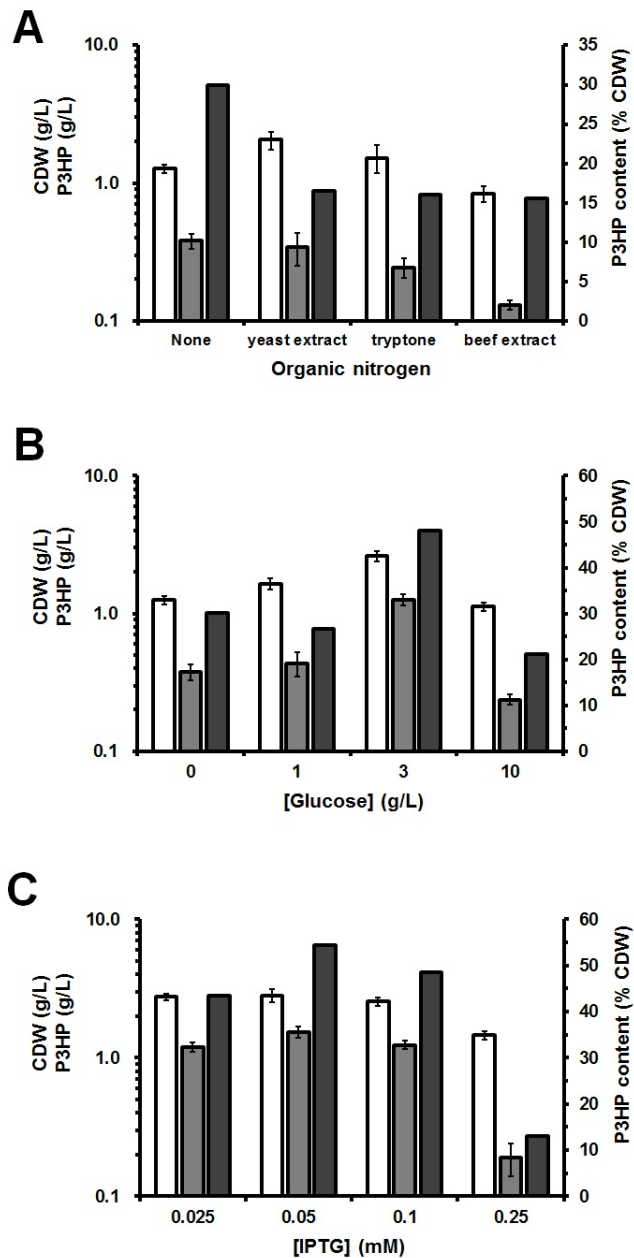 A
CDW (g/L)
P3HP (g/L)
10.0
1.0
0.1
35
30
25
20
15
10
5
0
P3HP content (% CDW)
None yeast extract tryptone beef extract
Organic nitrogen
B
CDW (g/L)
P3HP (g/L)
10.0
1.0
0.1
60
50
40
30
20
10
0
P3HP content (% CDW)
0 1 3 10
[Glucose] (g/L)
C
CDW (g/L)
P3HP (g/L)
10.0
1.0
0.1
60
50
40
30
20
10
0
P3HP content (% CDW)
0.025 0.05 0.1 0.25
[IPTG] (mM)